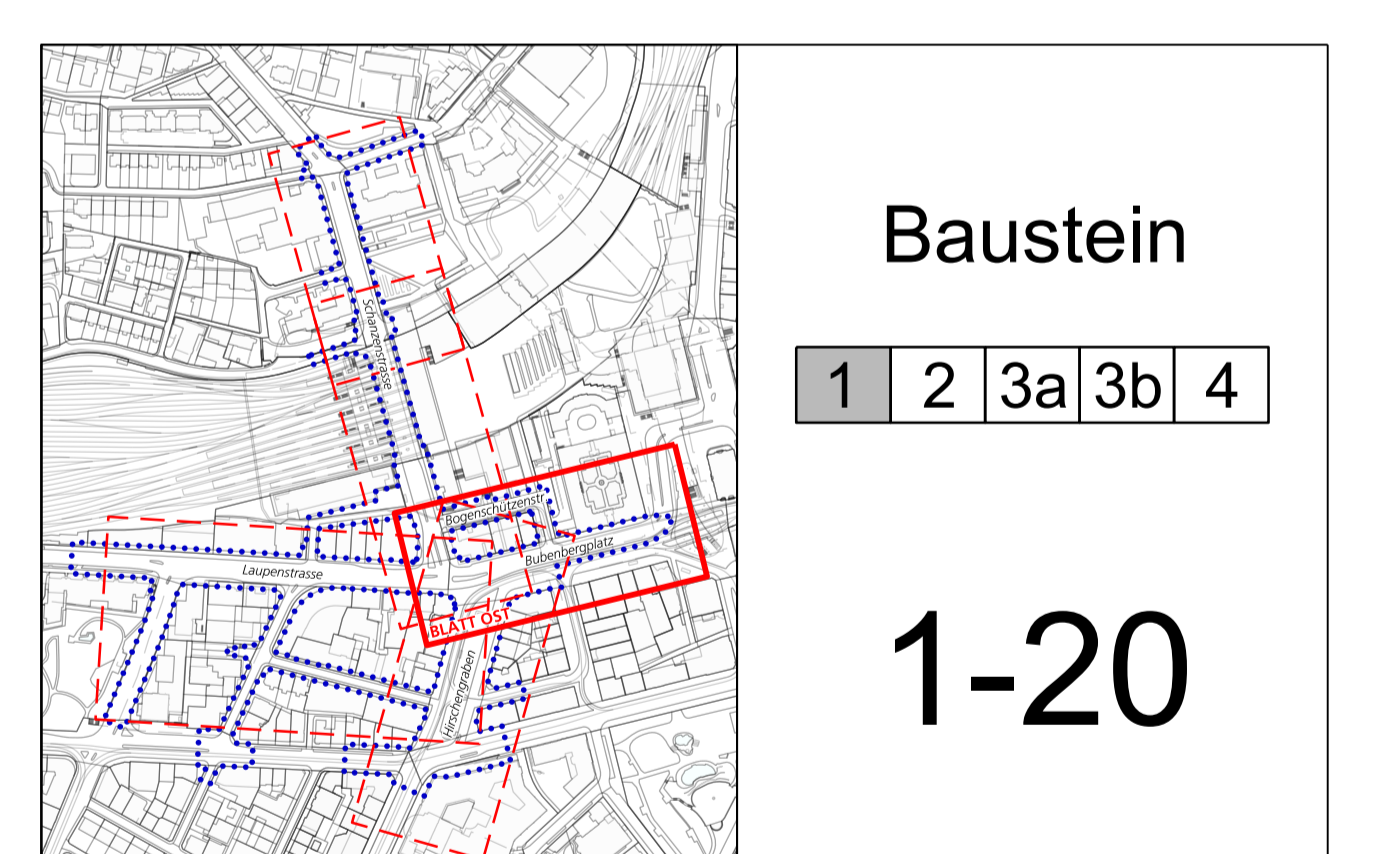 Schanzenstrasse
Bogenschützenstr.
Bubenbergplatz
Laupenstrasse
BLATT OST
Hirschengraben
Baustein
1 2 3a 3b 4
1-20